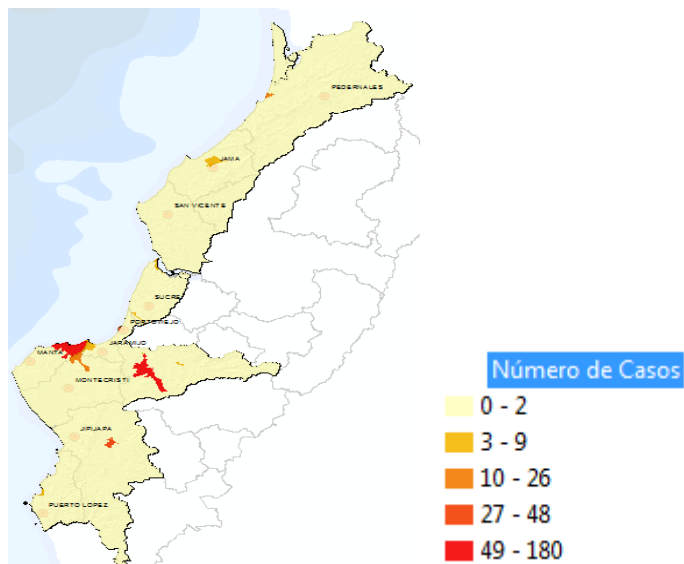 PEDERNALES
JAMA
SAN VICENTE
SUCRE
PORTOVIEJO
JARAMIJO
MANTA
MONTECRISTI
JIPIJAPA
PUERTO LOPEZ
Número de Casos
0 - 2
3 - 9
10 - 26
27 - 48
49 - 180